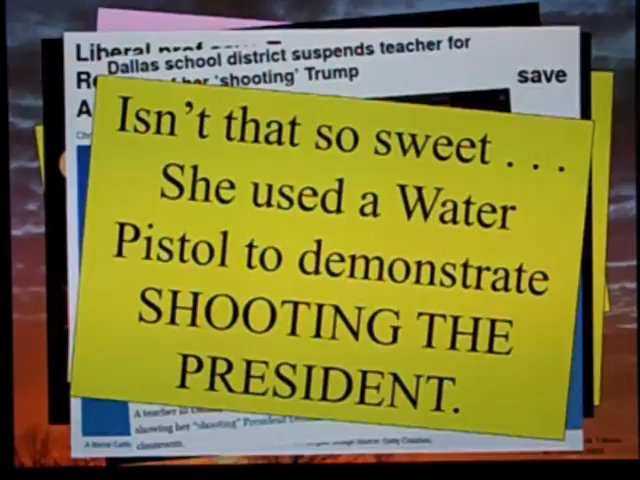 Liberal prof
Dallas school district suspends teacher for
her 'shooting' Trump
save
A
Isn't that so sweet . . .
She used a Water
Pistol to demonstrate
SHOOTING THE
PRESIDENT.
A teacher in
showing her "shooting" President
classroom.